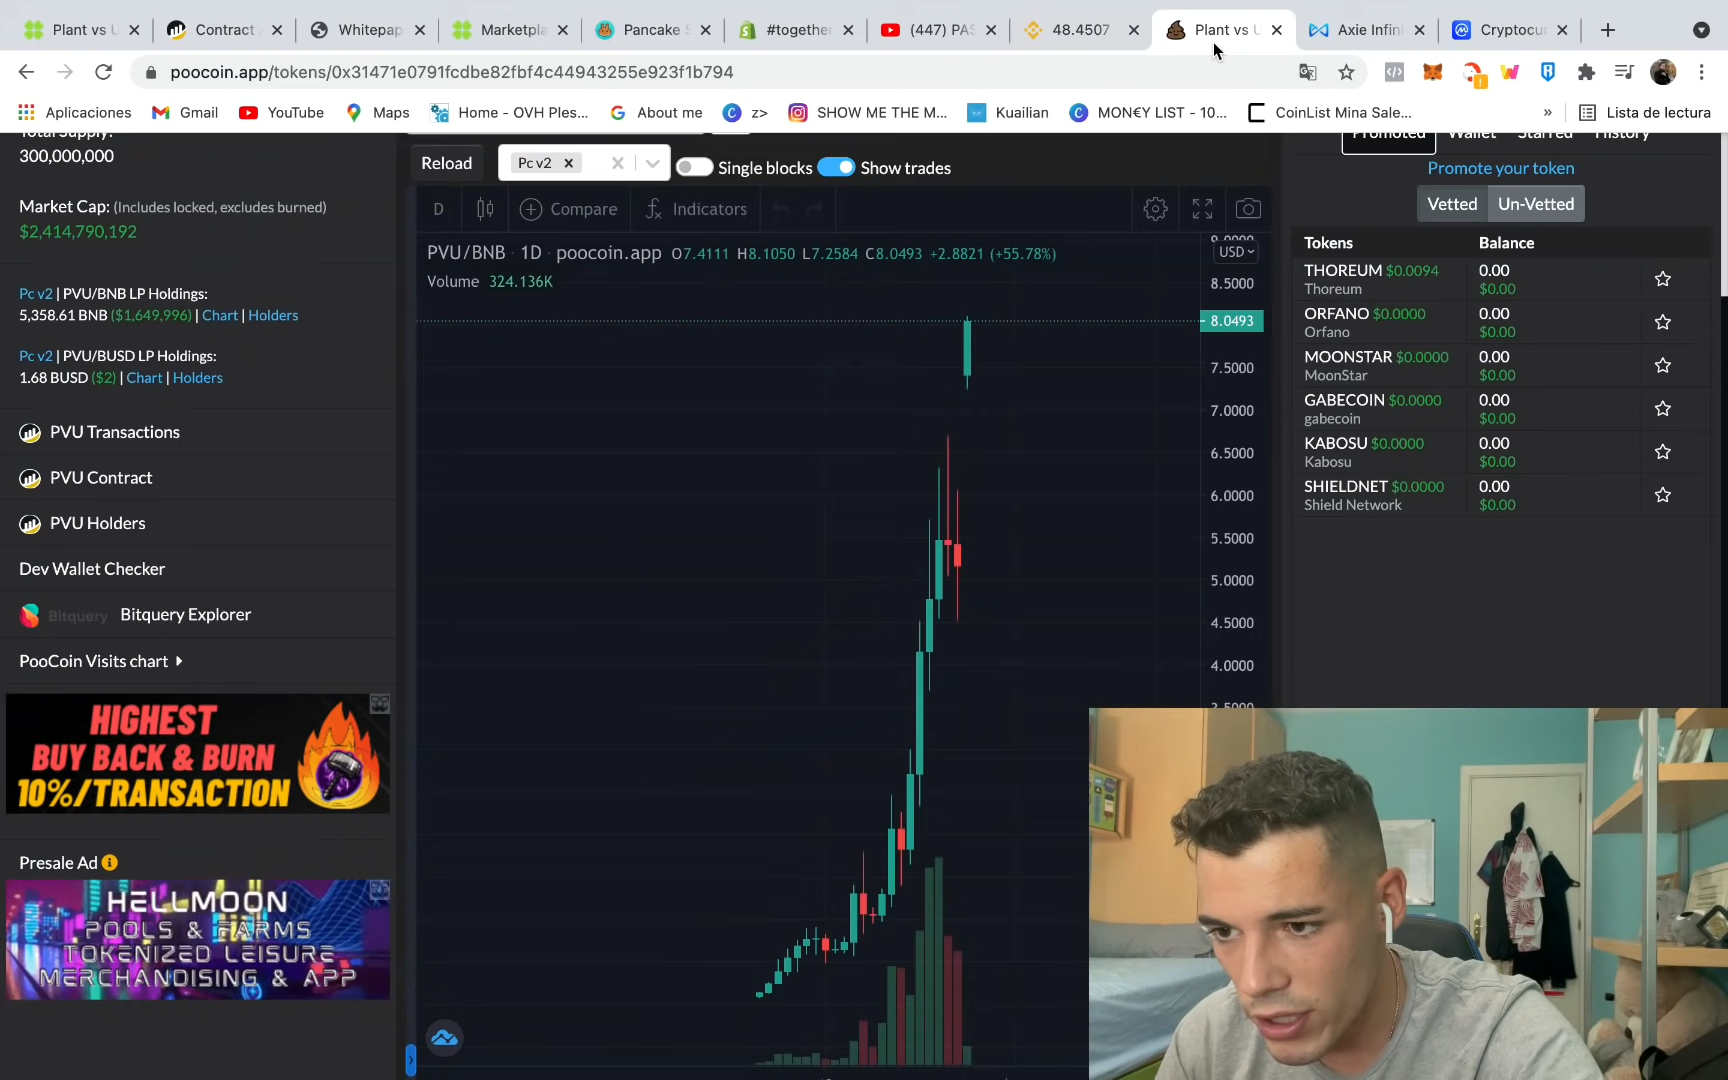 Plant vs U
Contract A
Whitepap
Marketpla
Pancake S
#together
(447) PAS
48.4507
Plant vs U
Axie Infini
Cryptocur
poocoin.app/tokens/0x31471e0791fcdbe82fbf4c44943255e923f1b794
Aplicaciones
Gmail
YouTube
Maps
Home - OVH Ples...
About me
z>
SHOW ME THE M...
Kuailian
MON€Y LIST - 10...
CoinList Mina Sale...
»
Lista de lectura
Total Supply:
300,000,000
Market Cap: (Includes locked, excludes burned)
$2,414,790,192
Pc v2 | PVU/BNB LP Holdings:
5,358.61 BNB ($1,649,996) | Chart | Holders
Pc v2 | PVU/BUSD LP Holdings:
1.68 BUSD ($2) | Chart | Holders
PVU Transactions
PVU Contract
PVU Holders
Dev Wallet Checker
Bitquery Bitquery Explorer
PooCoin Visits chart
HIGHEST
BUY BACK & BURN
10%/TRANSACTION
Presale Ad
HELLMOON
POOLS & FARMS
TOKENIZED LEISURE
MERCHANDISING & APP
Reload
Pc v2
Single blocks
Show trades
D
Compare
Indicators
PVU/BNB · 1D · poocoin.app O7.4111 H8.1050 L7.2584 C8.0493 +2.8821 (+55.78%)
Volume 324.136K
9.0000
USD
8.5000
8.0493
7.5000
7.0000
6.5000
6.0000
5.5000
5.0000
4.5000
4.0000
3.5000
Promoted
Wallet
Starred
History
Promote your token
Vetted
Un-Vetted
Tokens Balance
THOREUM $0.0094 0.00
Thoreum $0.00
ORFANO $0.0000 0.00
Orfano $0.00
MOONSTAR $0.0000 0.00
MoonStar $0.00
GABECOIN $0.0000 0.00
gabecoin $0.00
KABOSU $0.0000 0.00
Kabosu $0.00
SHIELDNET $0.0000 0.00
Shield Network $0.00